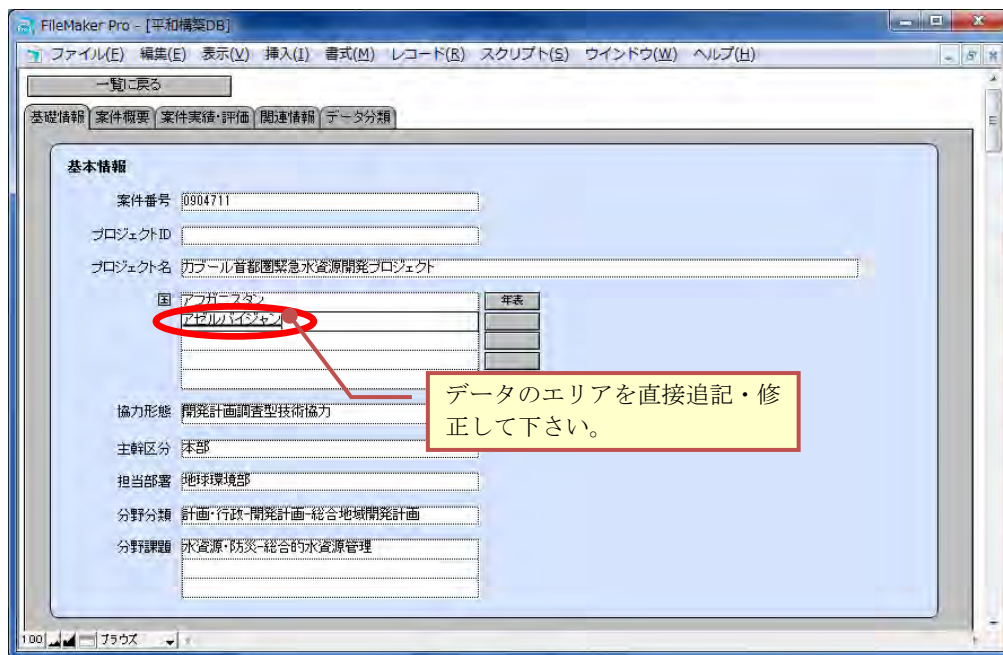 FileMaker Pro - [平和構築DB]
ファイル(F) 編集(E) 表示(V) 挿入(I) 書式(M) レコード(R) スクリプト(S) ウインドウ(W) ヘルプ(H)
一覧に戻る
基礎情報 案件概要 案件実績・評価 関連情報 データ分類
基本情報
案件番号 0904711
プロジェクトID
プロジェクト名 カブール首都圏緊急水資源開発プロジェクト
国 アフガニスタン 年表
アゼルバイジャン
データのエリアを直接追記・修
正して下さい。
協力形態 開発計画調査型技術協力
主幹区分 本部
担当部署 地球環境部
分野分類 計画・行政-開発計画-総合地域開発計画
分野課題 水資源・防災-総合的水資源管理
100 ブラウズ